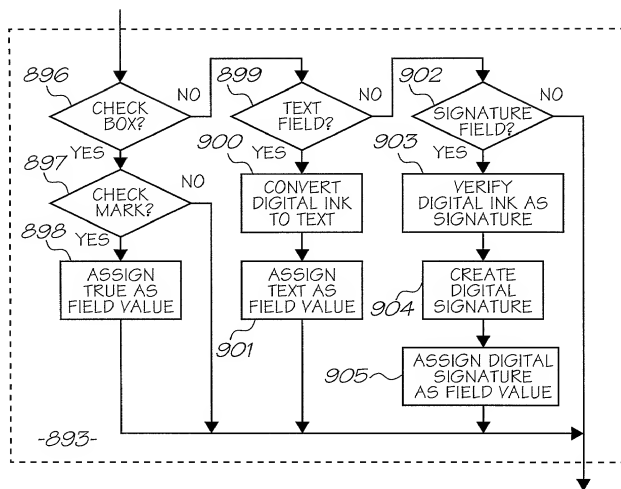 896
CHECK
BOX?
NO
YES
897
CHECK
MARK?
NO
YES
898
ASSIGN
TRUE AS
FIELD VALUE
899
TEXT
FIELD?
NO
YES
900
CONVERT
DIGITAL INK
TO TEXT
ASSIGN
TEXT AS
FIELD VALUE
901
902
SIGNATURE
FIELD?
NO
YES
903
VERIFY
DIGITAL INK AS
SIGNATURE
CREATE
DIGITAL
SIGNATURE
904
ASSIGN DIGITAL
SIGNATURE
AS FIELD VALUE
905
-893-